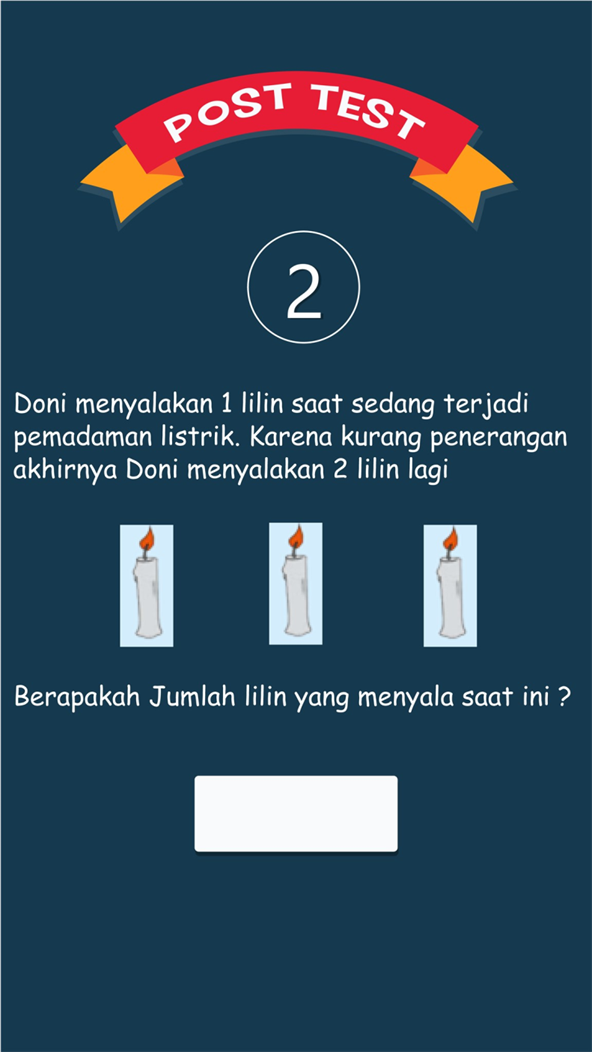 POST TEST
2
Doni menyalakan 1 lilin saat sedang terjadi
pemadaman listrik. Karena kurang penerangan
akhirnya Doni menyalakan 2 lilin lagi
Berapakah Jumlah lilin yang menyala saat ini ?